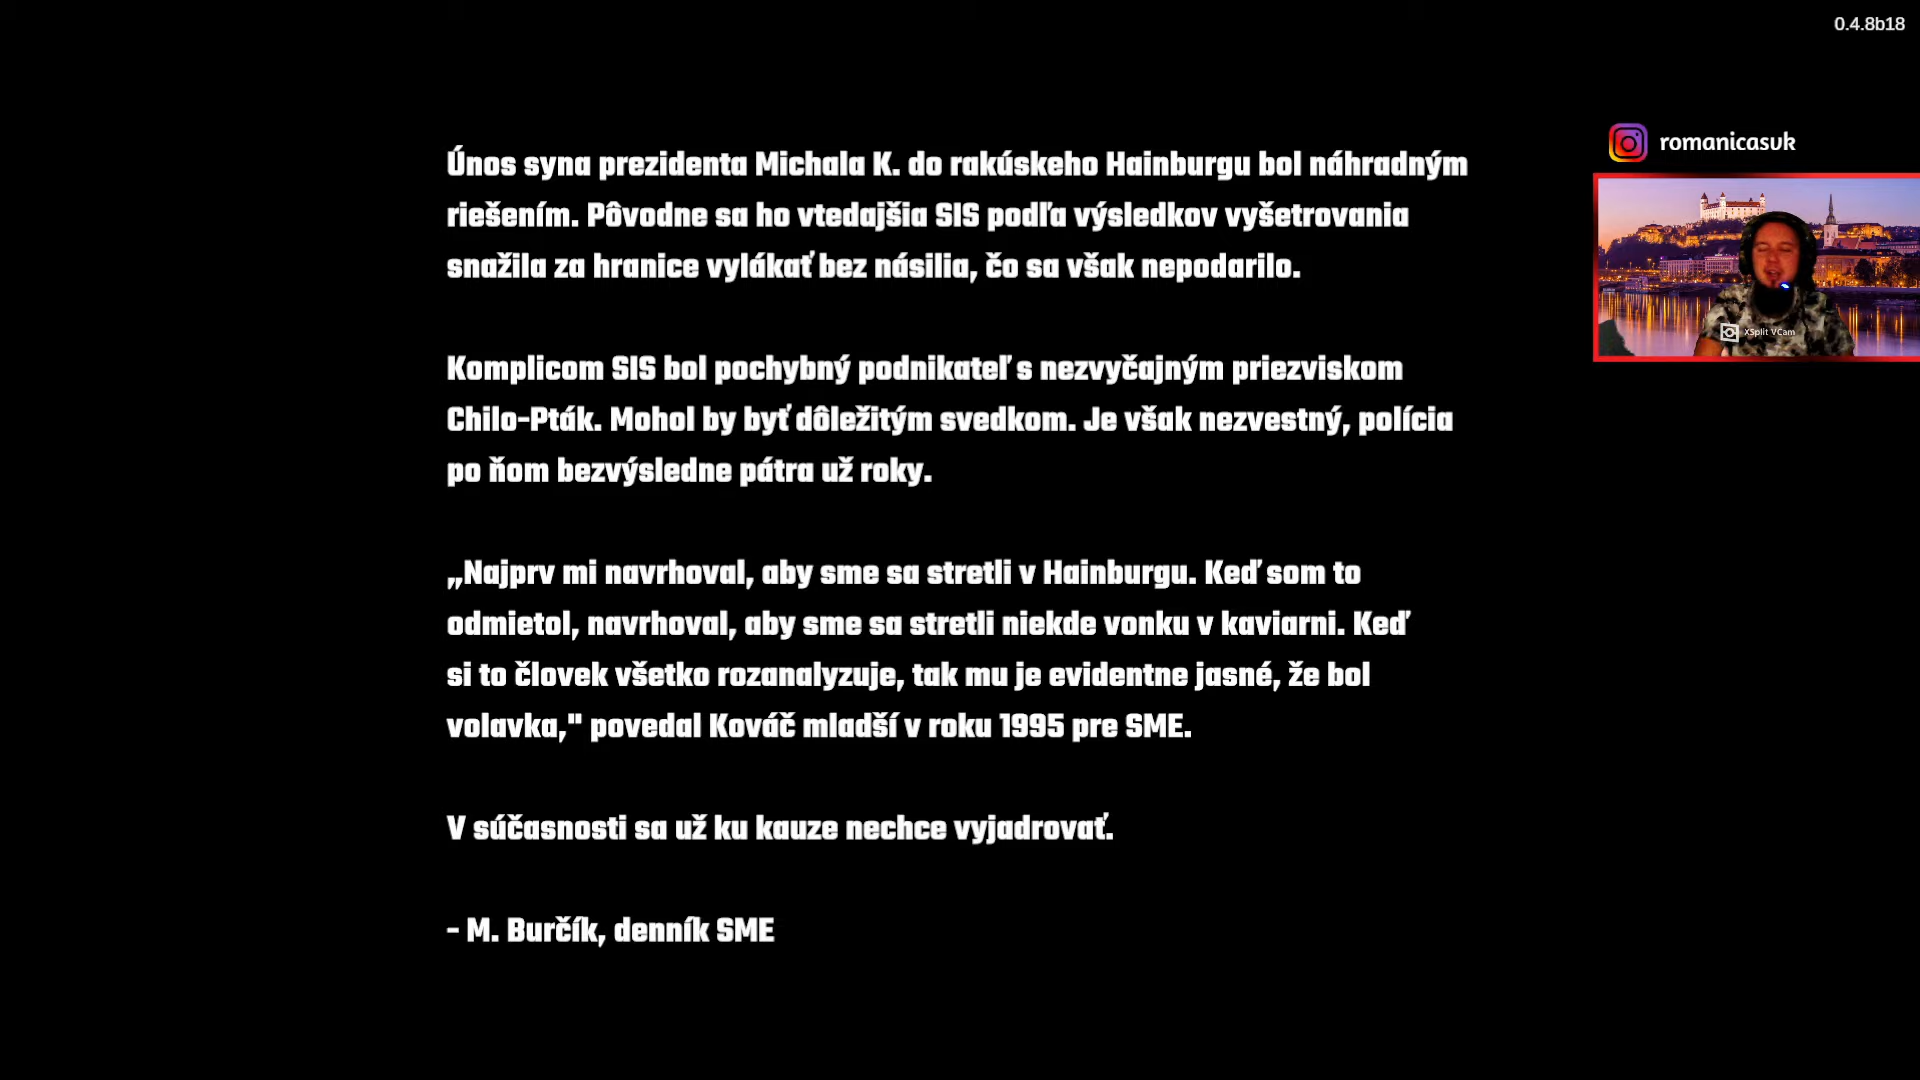 0.4.8b18
romanicasuk
Únos syna prezidenta Michala K. do rakúskeho Hainburgu bol náhradným
riešením. Pôvodne sa ho vtedajšia SIS podľa výsledkov vyšetrovania
snažila za hranice vylákať bez násilia, čo sa však nepodarilo.
XSplit VCam
Komplicom SIS bol pochybný podnikateľ s nezvyčajným priezviskom
Chilo-Pták. Mohol by byť dôležitým svedkom. Je však nezvestný, polícia
po ňom bezvýsledne pátra už roky.
„Najprv mi navrhoval, aby sme sa stretli v Hainburgu. Keď som to
odmietol, navrhoval, aby sme sa stretli niekde vonku v kaviarni. Keď
si to človek všetko rozanalyzuje, tak mu je evidentne jasné, že bol
volavka," povedal Kováč mladší v roku 1995 pre SME.
V súčasnosti sa už ku kauze nechce vyjadrovať.
- M. Burčík, denník SME